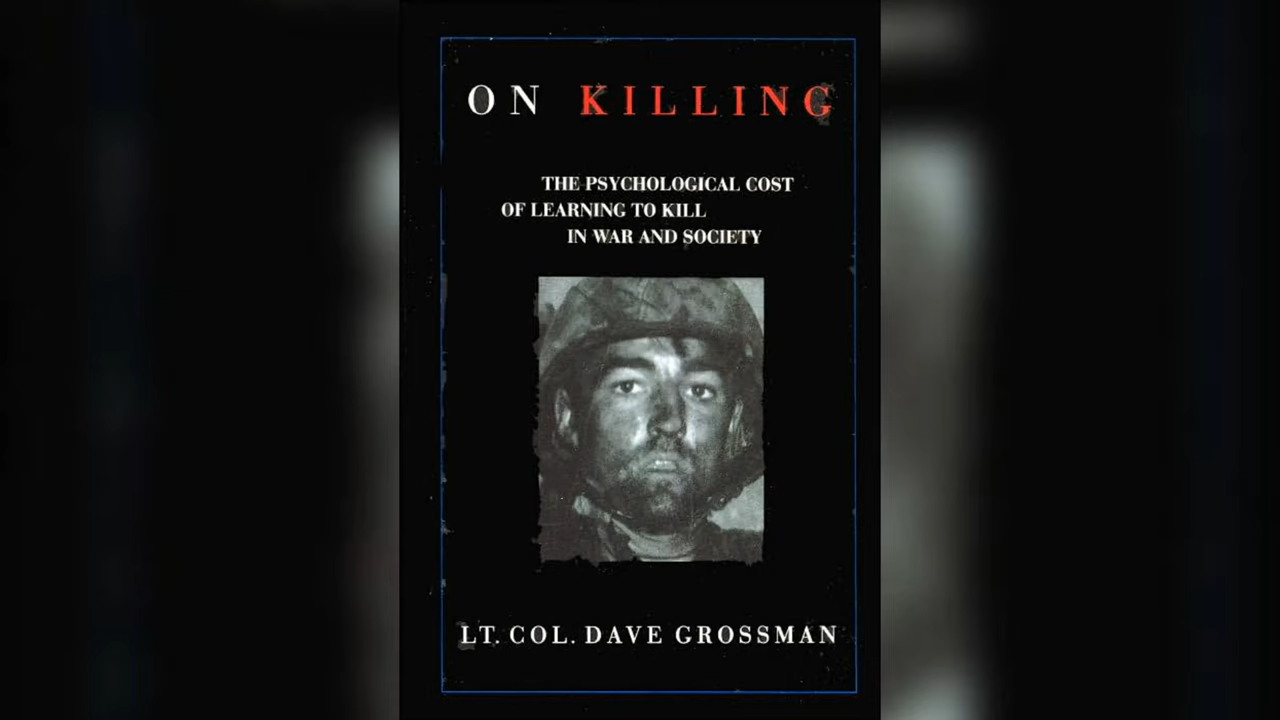 ON KILLING
THE PSYCHOLOGICAL COST
OF LEARNING TO KILL
IN WAR AND SOCIETY
LT. COL. DAVE GROSSMAN